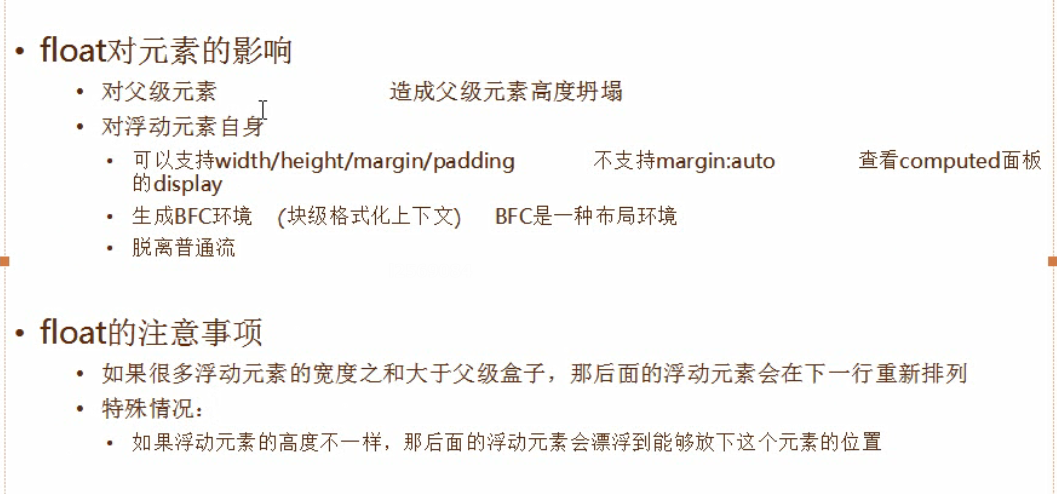 • float对元素的影响
• 对父级元素 造成父级元素高度坍塌
• 对浮动元素自身
• 可以支持width/height/margin/padding 不支持margin:auto 查看computed面板
的display
• 生成BFC环境 (块级格式化上下文) BFC是一种布局环境
• 脱离普通流
• float的注意事项
• 如果很多浮动元素的宽度之和大于父级盒子，那后面的浮动元素会在下一行重新排列
• 特殊情况：
• 如果浮动元素的高度不一样，那后面的浮动元素会漂浮到能够放下这个元素的位置